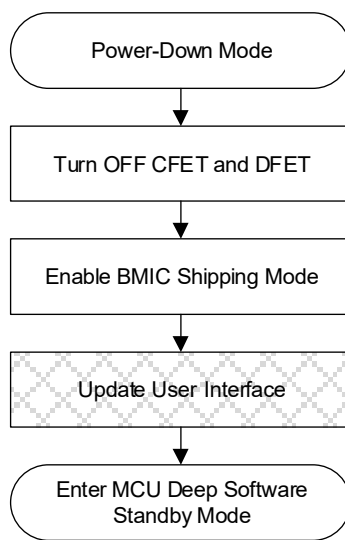 Power-Down Mode
Turn OFF CFET and DFET
Enable BMIC Shipping Mode
Update User Interface
Enter MCU Deep Software
Standby Mode